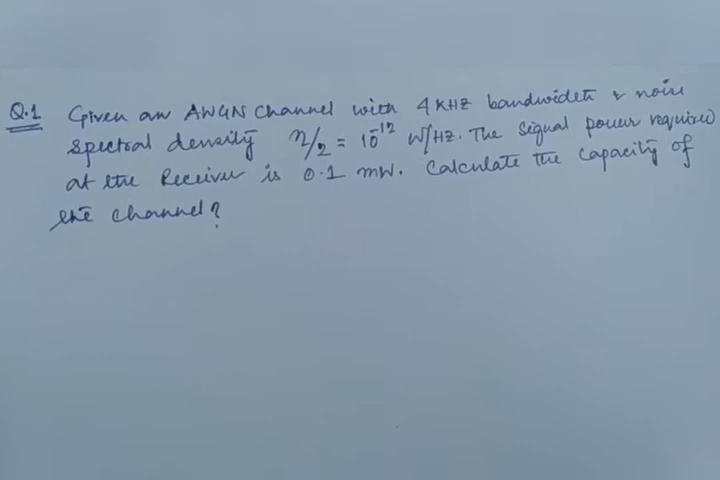 Q.1 Given an AWGN channel with 4 KHZ bandwidth & noise
spectral density η/2 = 10⁻¹² W/HZ. The signal power required
at the Receiver is 0.1 mW. Calculate the capacity of
the channel?